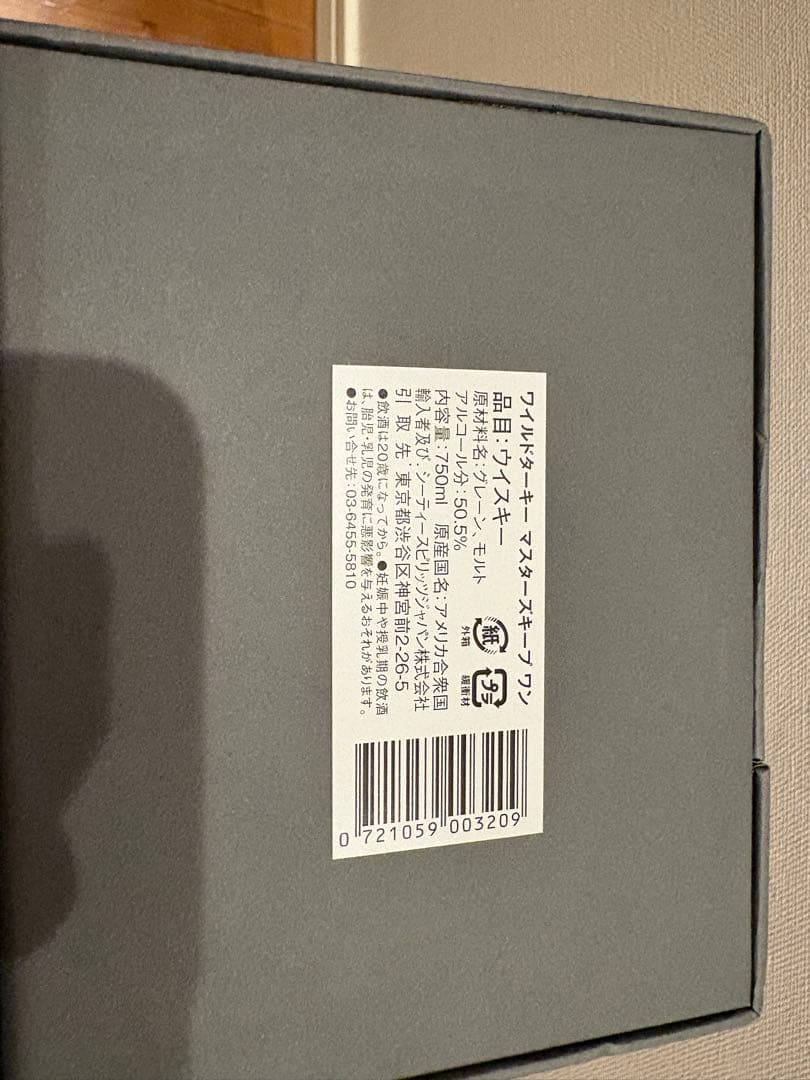 ワイルドターキー マスターズキープ ワン
品目：ウイスキー
原材料名：グレーン、モルト
アルコール分：50.5%
内容量：750ml 原産国名：アメリカ合衆国
輸入者及び：シーティースピリッツジャパン株式会社
引取先 東京都渋谷区神宮前2-26-5
●飲酒は20歳になってから。●妊娠中や授乳期の飲酒
は、胎児・乳児の発育に悪影響を与えるおそれがあります。
●お問い合せ先：03-6455-5810
紙
外箱
プラ
緩衝材
0 721059 003209